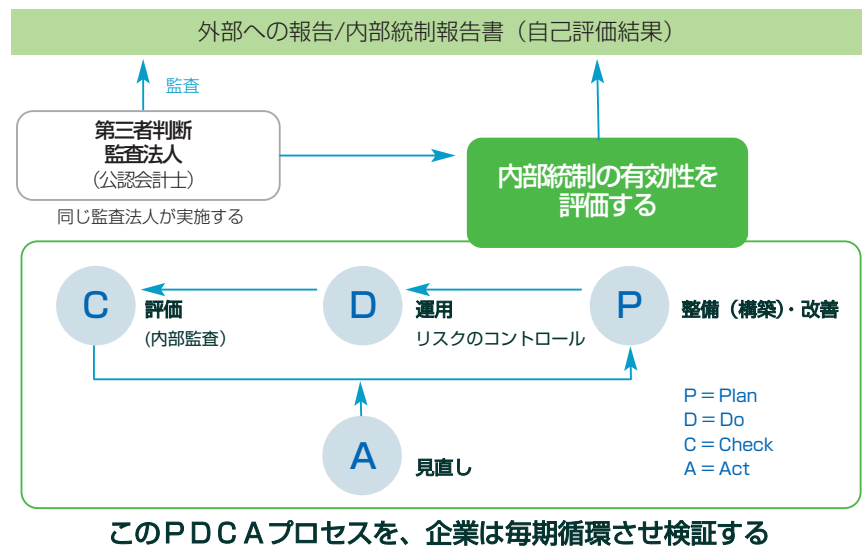 外部への報告/内部統制報告書（自己評価結果）
監査
第三者判断
監査法人
（公認会計士）
同じ監査法人が実施する
内部統制の有効性を
評価する
C
評価
(内部監査）
D
運用
リスクのコントロール
P
整備（構築）・改善
A
見直し
P＝Plan
D＝Do
C＝Check
A＝Act
このＰＤＣＡプロセスを、企業は毎期循環させ検証する